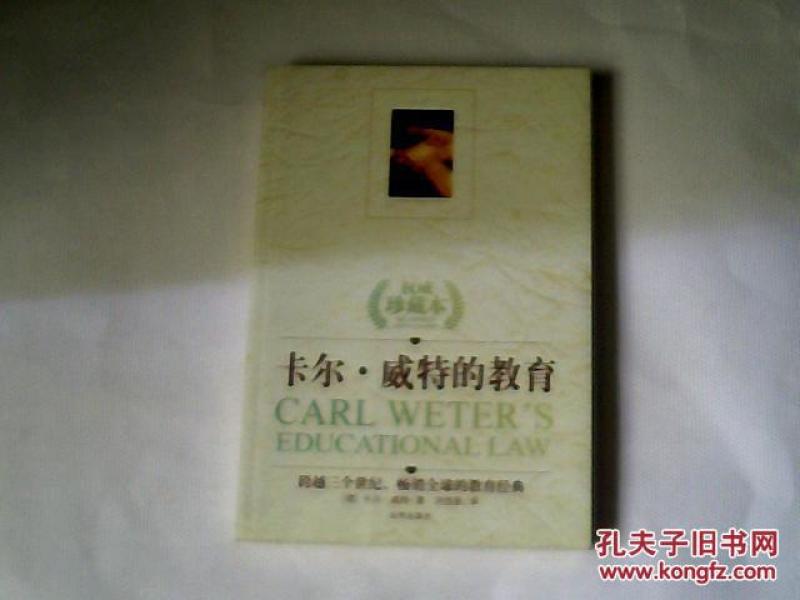 权威
珍藏本
卡尔·威特的教育
CARL WETER'S
EDUCATIONAL LAW
跨越三个世纪、畅销全球的教育经典
孔夫子旧书网
www.kongfz.com